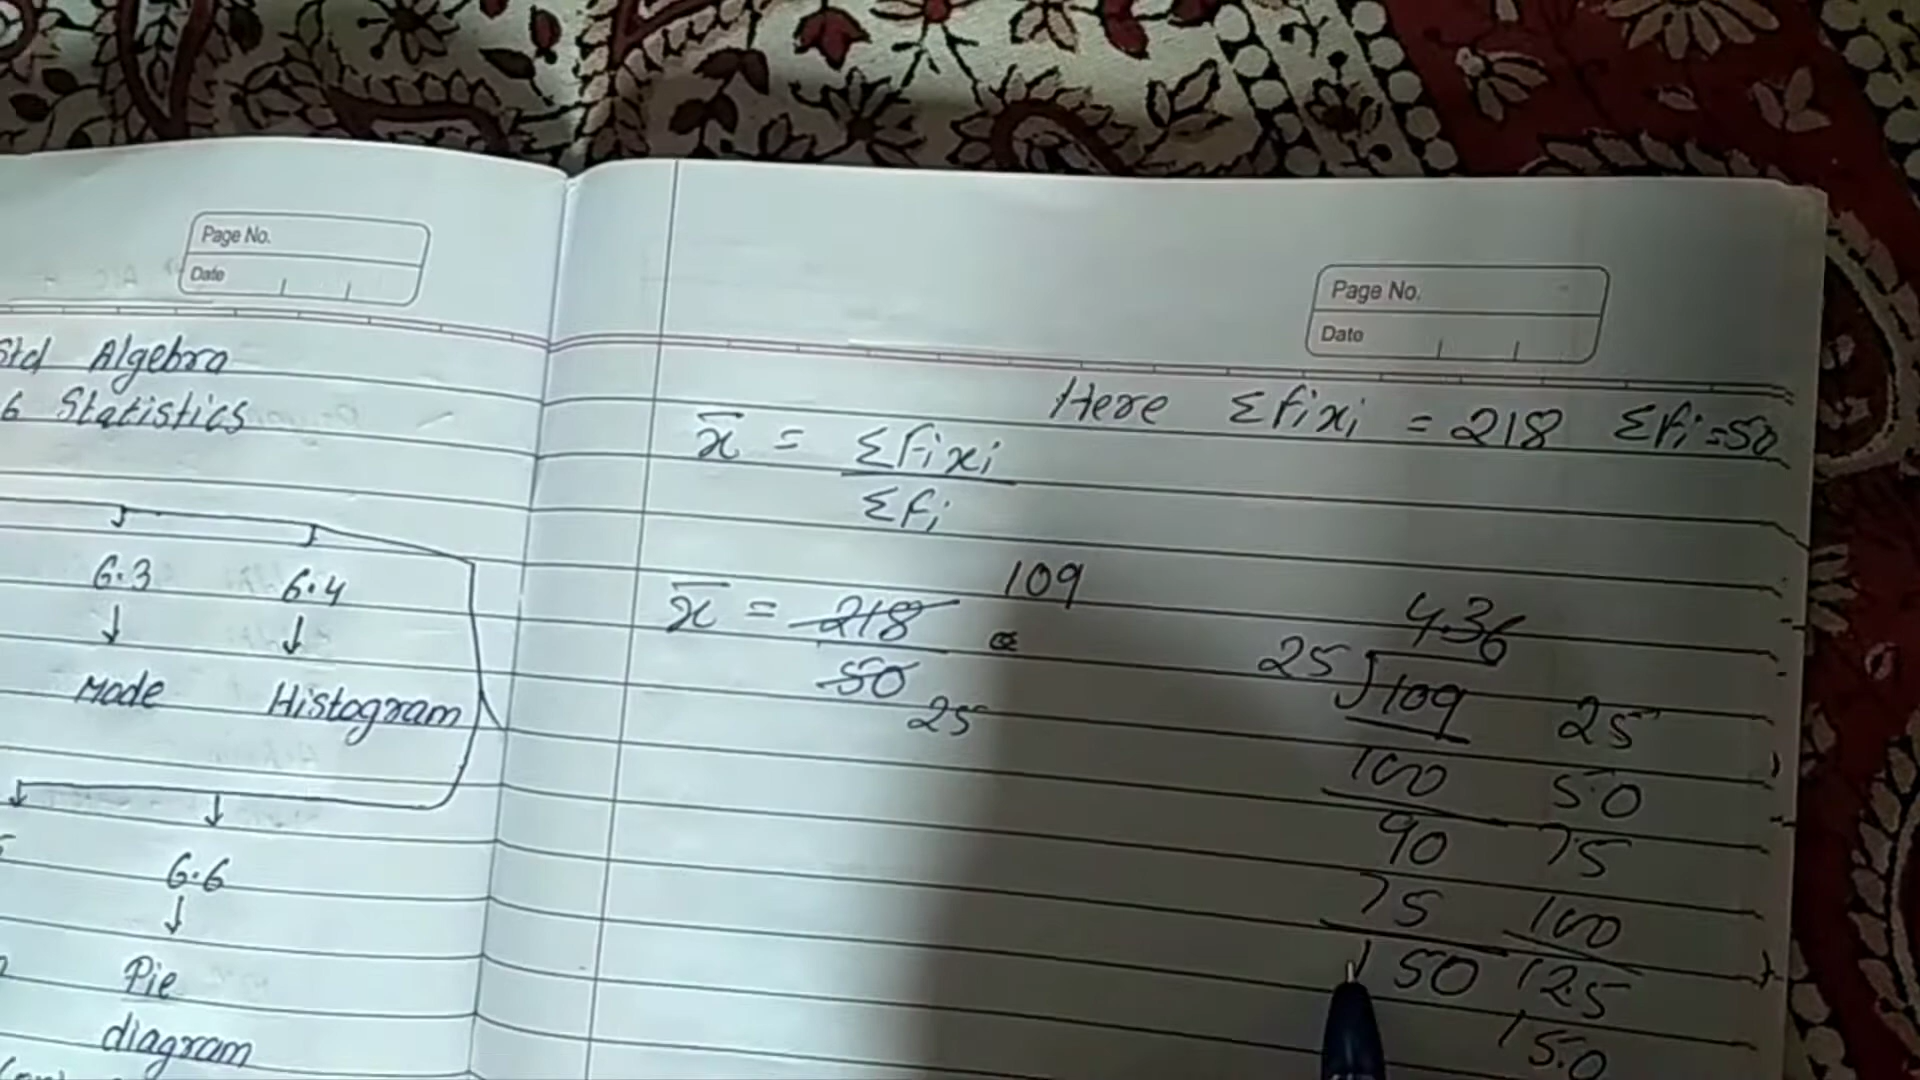 Page No.
Date
Std Algebra
6 Statistics
6.3 6.4
Mode Histogram
6.6
Pie
diagram
Page No.
Date
Here Σfixi = 218 Σfi=50
x̄ = Σfixi
Σfi
109
x̄ = 218
50
25
4.36
25 109 25
100 50
90 75
75 100
150 125
150